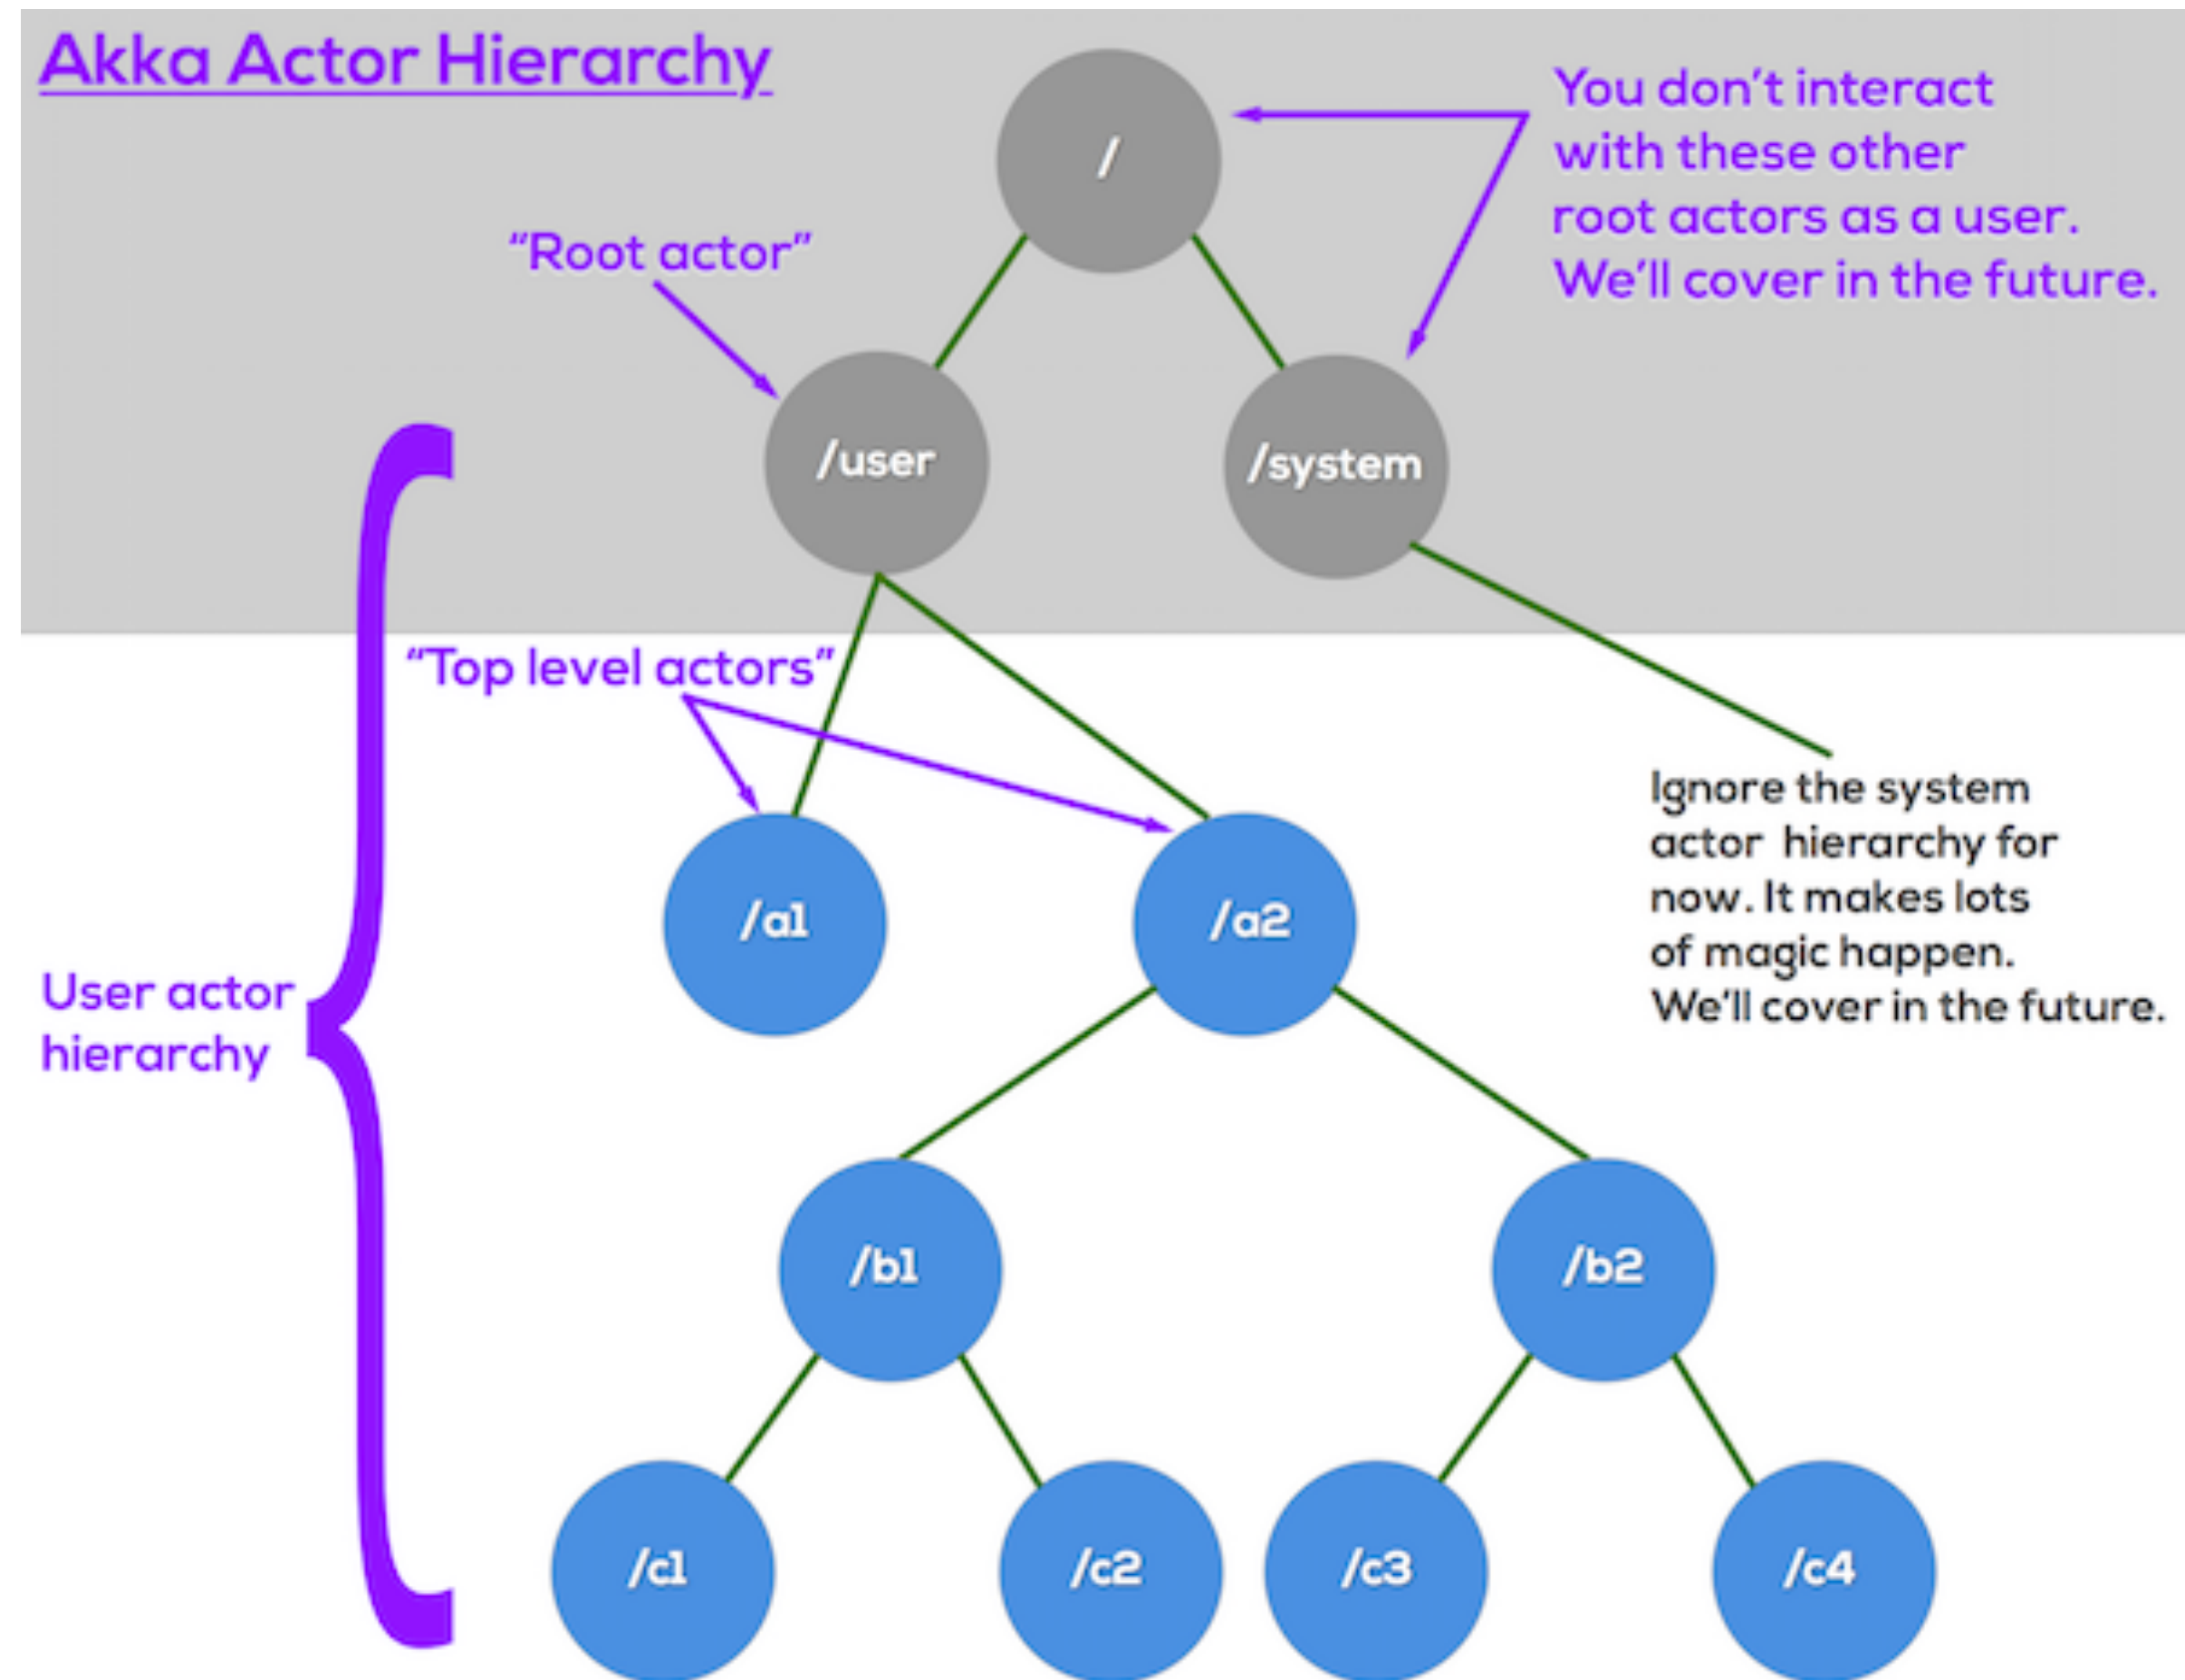 Akka Actor Hierarchy
/
You don’t interact
with these other
root actors as a user.
We’ll cover in the future.
“Root actor”
/user
/system
“Top level actors”
/a1
/a2
Ignore the system
actor hierarchy for
now. It makes lots
of magic happen.
We’ll cover in the future.
User actor
hierarchy
/b1
/b2
/c1
/c2
/c3
/c4